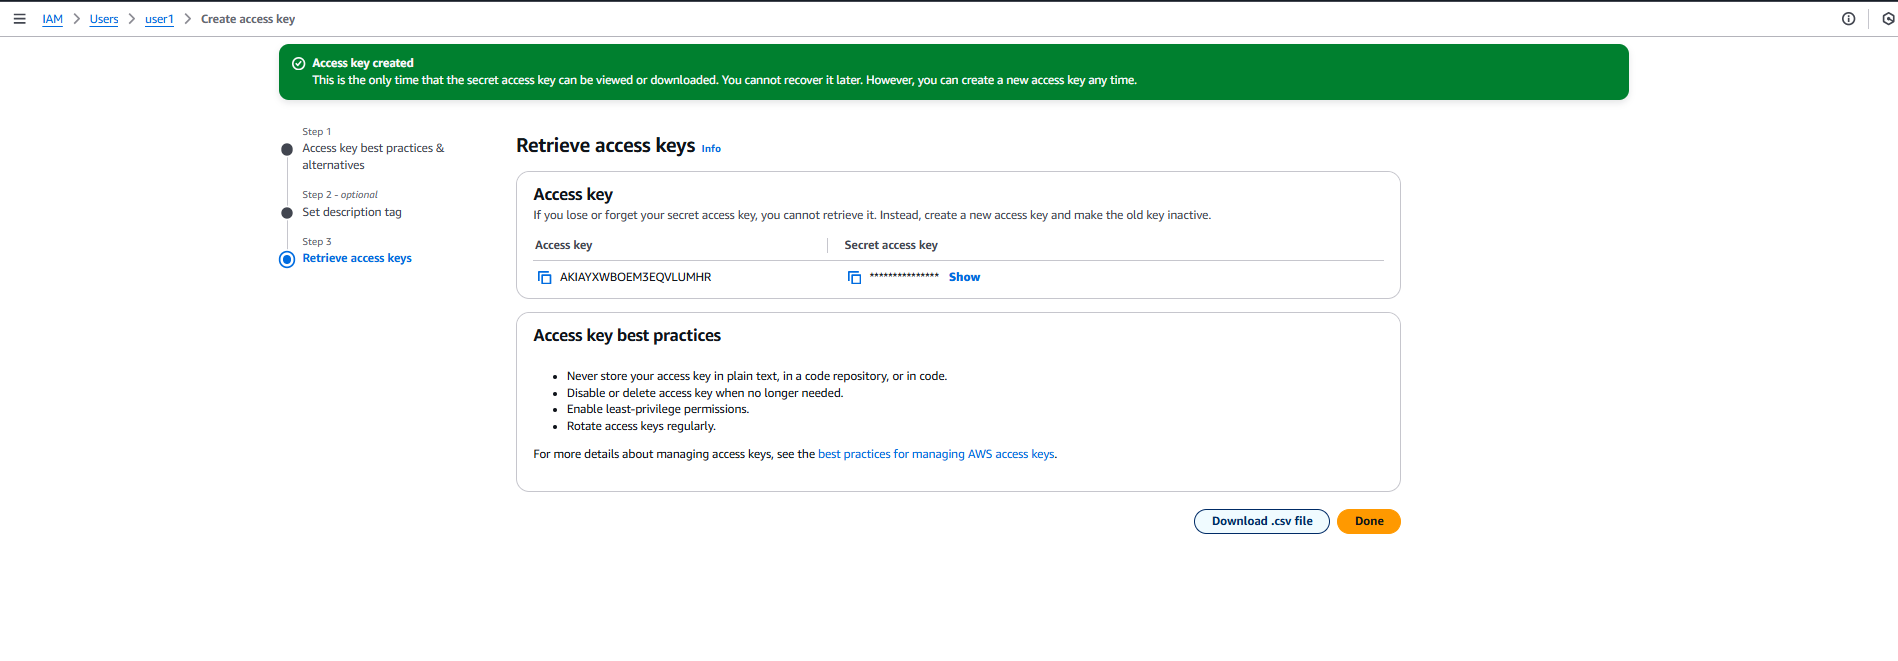 IAM > Users > user1 > Create access key
Access key created
This is the only time that the secret access key can be viewed or downloaded. You cannot recover it later. However, you can create a new access key any time.
Step 1
Access key best practices &
alternatives
Step 2 - optional
Set description tag
Step 3
Retrieve access keys
Retrieve access keys Info
Access key
If you lose or forget your secret access key, you cannot retrieve it. Instead, create a new access key and make the old key inactive.
Access key Secret access key
AKIAYXWBOEM3EQVLUMHR *************** Show
Access key best practices
• Never store your access key in plain text, in a code repository, or in code.
• Disable or delete access key when no longer needed.
• Enable least-privilege permissions.
• Rotate access keys regularly.
For more details about managing access keys, see the best practices for managing AWS access keys.
Download .csv file Done